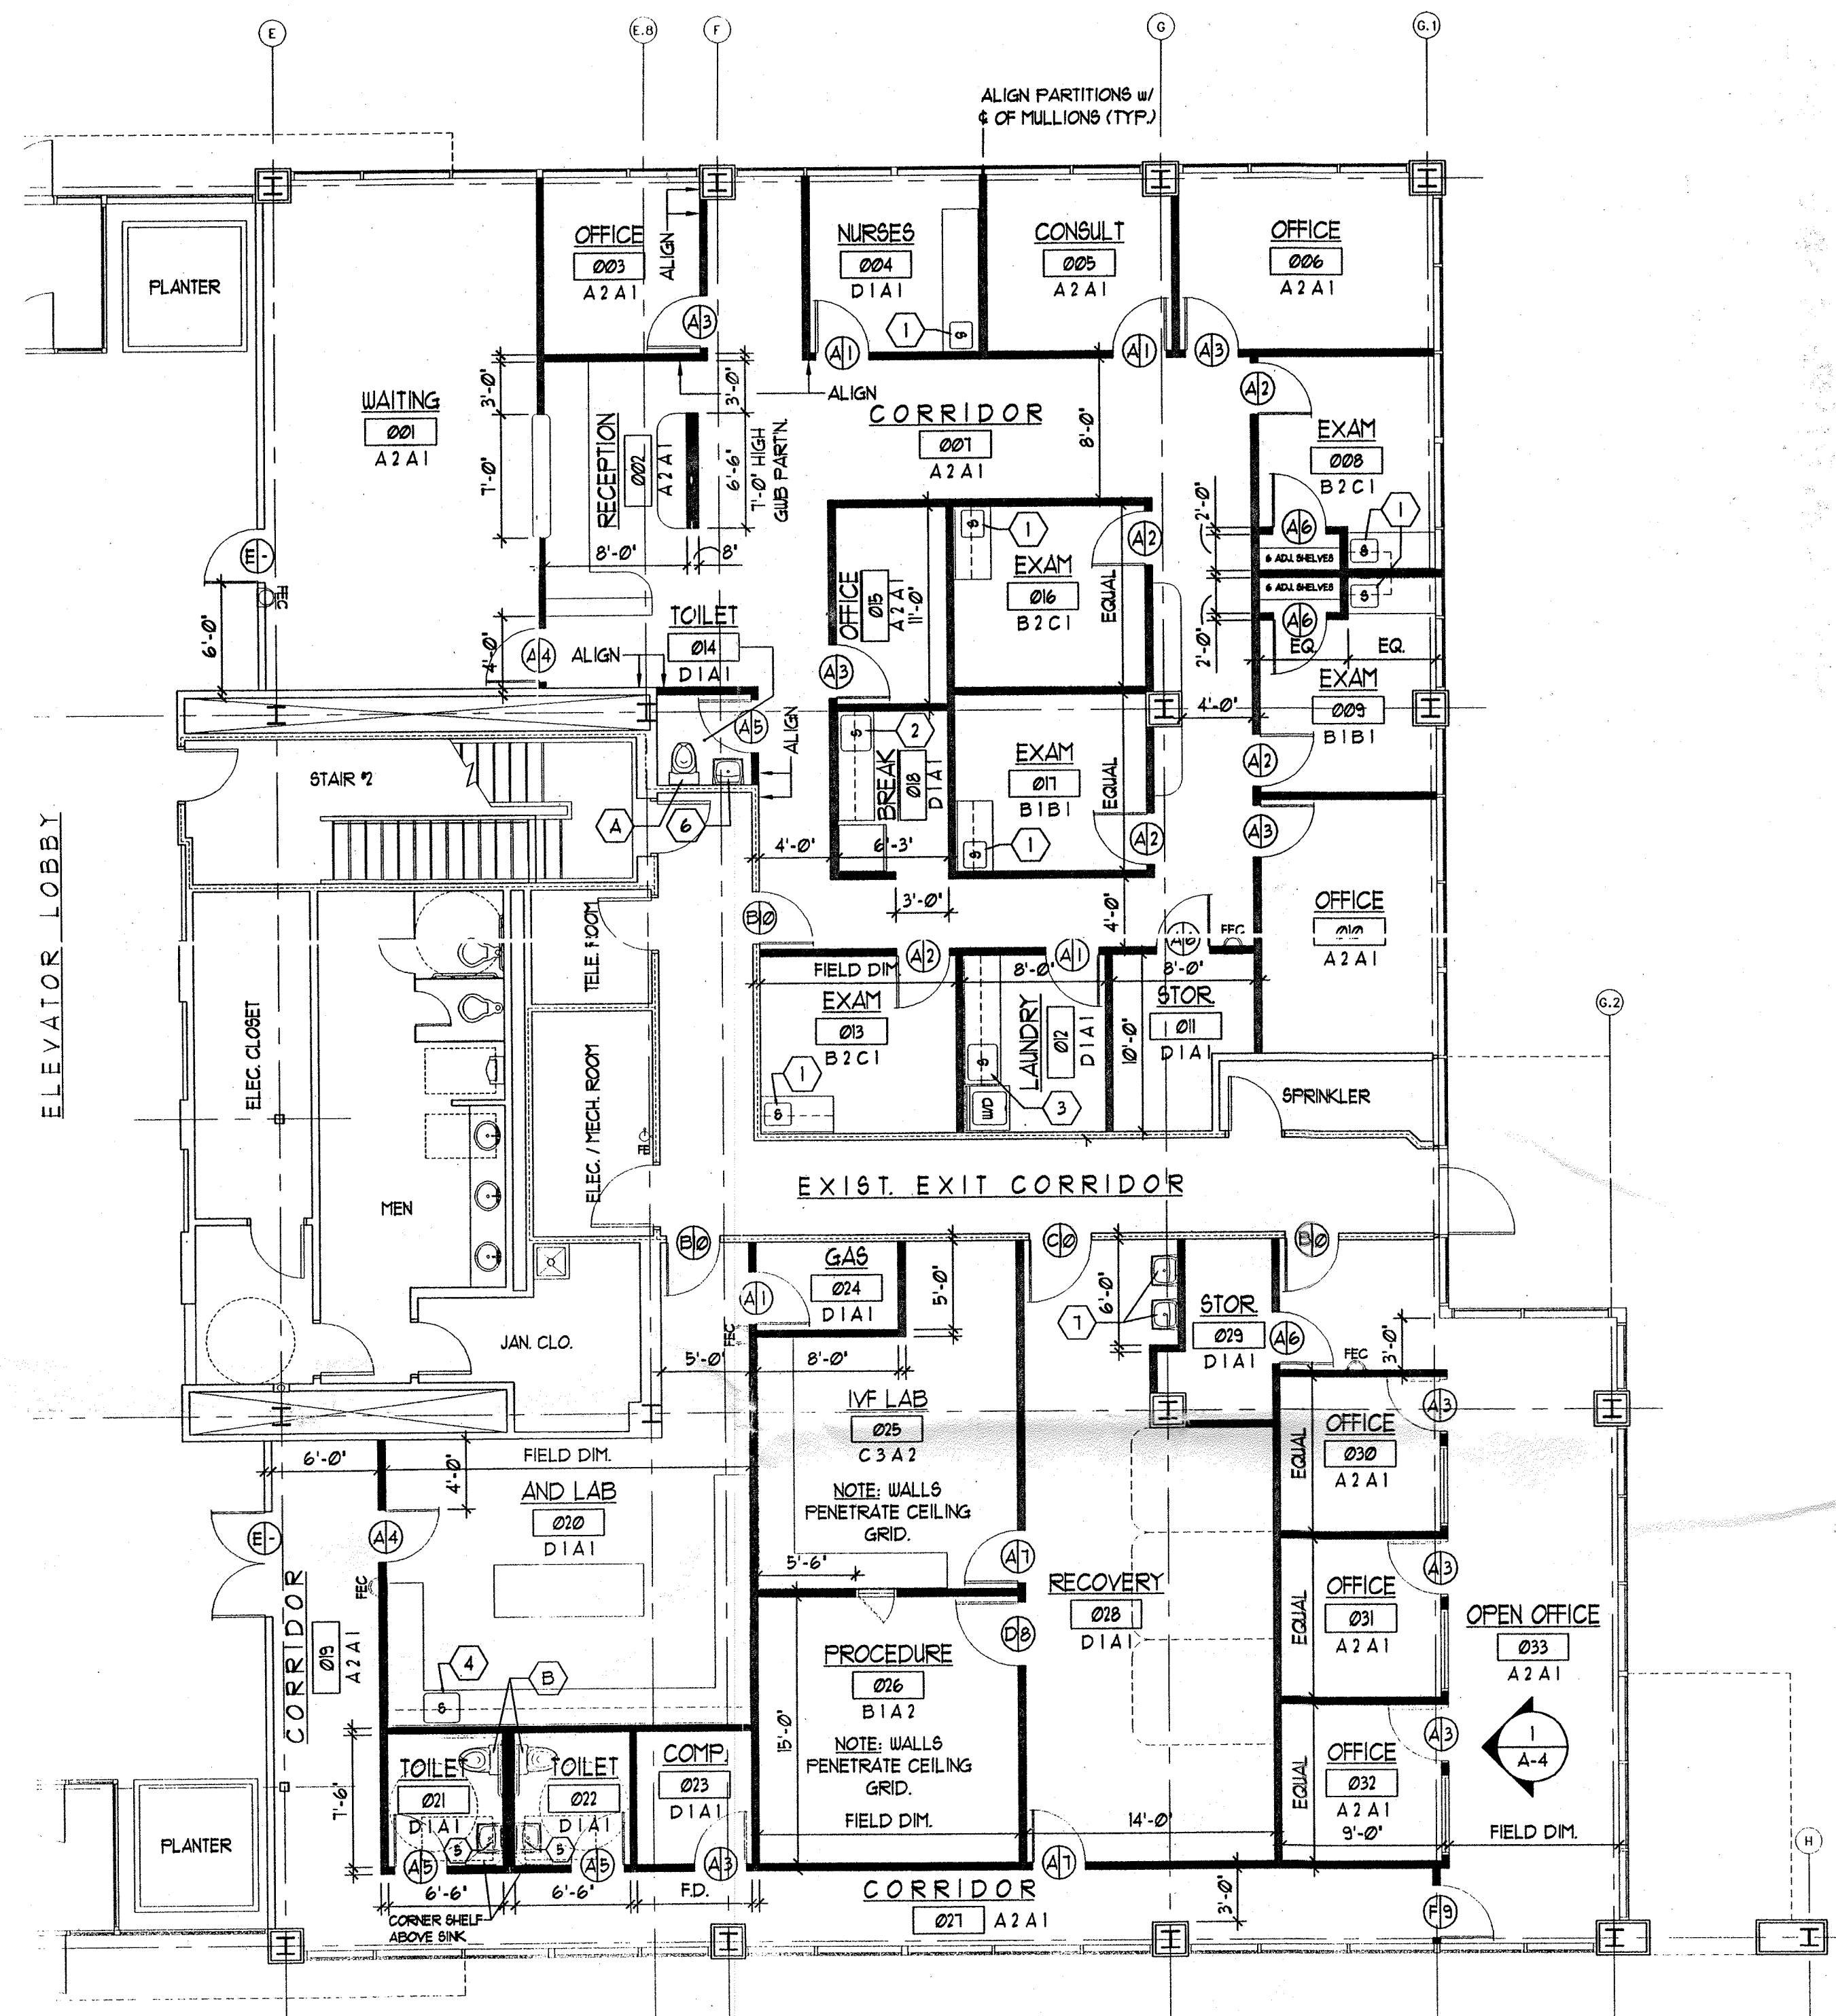 E
E.8
F
G
G.1
ALIGN PARTITIONS w/
℄ OF MULLIONS (TYP.)
PLANTER
OFFICE
003
A2A1
ALIGN
A3
NURSES
004
D1A1
1
S
A1
CONSULT
005
A2A1
A1
OFFICE
006
A2A1
A3
WAITING
001
A2A1
3'-0"
7'-0"
RECEPTION
002
A2A1
3'-0"
6'-6"
7'-0" HIGH
GWB PART'N.
ALIGN
CORRIDOR
007
A2A1
8'-0"
A2
EXAM
008
B2C1
1
2'-0"
A6
S
6 ADJ. SHELVES
6 ADJ. SHELVES
S
A6
2'-0"
EQ.
EQ.
EXAM
009
B1B1
4'-0"
A2
8'-0"
8"
E-
FEC
6'-0"
4'-0"
A4
ALIGN
TOILET
014
D1A1
A5
ALIGN
OFFICE
015
A2A1
11'-0"
A3
S
1
EXAM
016
B2C1
EQUAL
A2
EXAM
017
B1B1
EQUAL
A2
S
1
S
2
BREAK
018
D1A1
4'-0"
6'-3"
3'-0"
4'-0"
STAIR #2
A
6
ELEVATOR LOBBY
A3
OFFICE
010
A2A1
B0
A2
A1
A6
FEC
TELE. ROOM
FIELD DIM.
8'-0"
8'-0"
EXAM
013
B2C1
1
S
LAUNDRY
012
D1A1
S
W/D
3
10'-0"
STOR.
011
D1A1
SPRINKLER
G.2
ELEC. CLOSET
ELEC. / MECH. ROOM
MEN
EXIST. EXIT CORRIDOR
B0
C0
B0
GAS
024
D1A1
A1
FEC
5'-0"
5'-0"
8'-0"
6'-0"
7
STOR.
029
D1A1
A6
FEC
3'-0"
JAN. CLO.
IVF LAB
025
C3A2
NOTE: WALLS
PENETRATE CEILING
GRID.
5'-6"
A7
6'-0"
4'-0"
FIELD DIM.
AND LAB
020
D1A1
E-
A4
FEC
CORRIDOR
019
A2A1
4
S
B
EQUAL
OFFICE
030
A2A1
A3
EQUAL
OFFICE
031
A2A1
A3
RECOVERY
028
D1A1
D8
OPEN OFFICE
033
A2A1
1
A-4
PROCEDURE
026
B1A2
NOTE: WALLS
PENETRATE CEILING
GRID.
15'-0"
FIELD DIM.
14'-0"
EQUAL
OFFICE
032
A2A1
A3
9'-0"
FIELD DIM.
H
PLANTER
7'-6"
TOILET
021
D1A1
5
A5
TOILET
022
D1A1
5
A5
COMP.
023
D1A1
A3
A7
6'-6"
6'-6"
F.D.
CORNER SHELF
ABOVE SINK
CORRIDOR
027
A2A1
3'-0"
F9